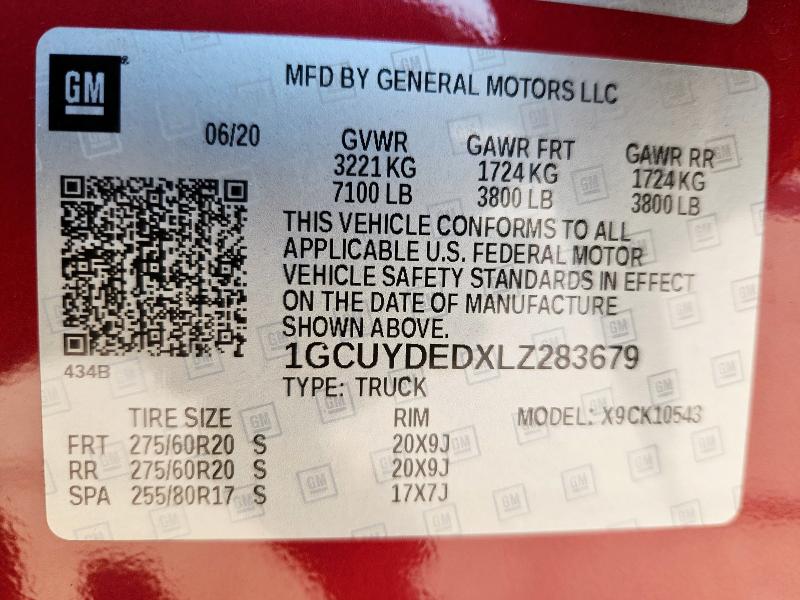 GM
MFD BY GENERAL MOTORS LLC
06/20 GVWR GAWR FRT GAWR RR
3221 KG 1724 KG 1724 KG
7100 LB 3800 LB 3800 LB
THIS VEHICLE CONFORMS TO ALL
APPLICABLE U.S. FEDERAL MOTOR
VEHICLE SAFETY STANDARDS IN EFFECT
ON THE DATE OF MANUFACTURE
SHOWN ABOVE.
1GCUYDEDXLZ283679
434B
TYPE: TRUCK
TIRE SIZE RIM MODEL: X9CK10543
FRT 275/60R20 S 20X9J
RR 275/60R20 S 20X9J
SPA 255/80R17 S 17X7J